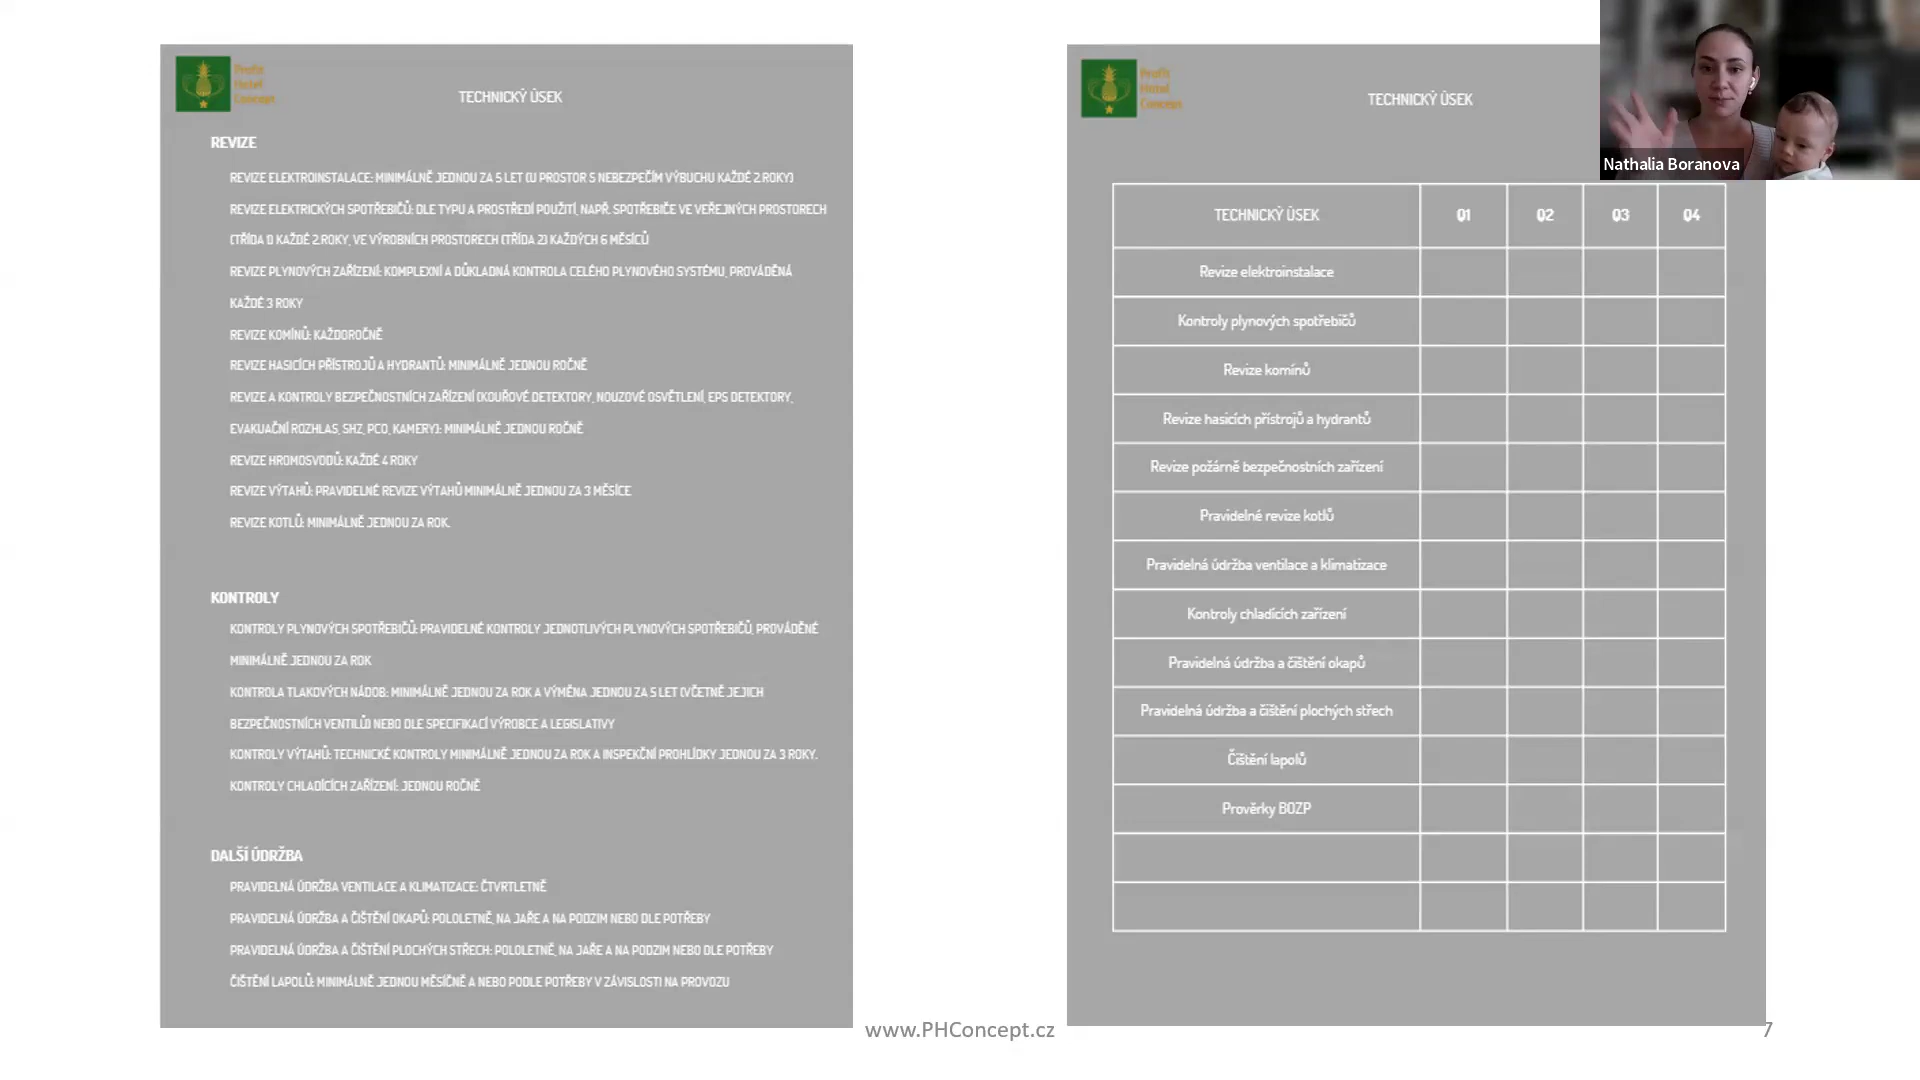 Profit
Hotel
Concept
TECHNICKÝ ÚSEK
REVIZE
REVIZE ELEKTROINSTALACE: MINIMÁLNĚ JEDNOU ZA 5 LET (U PROSTOR S NEBEZPEČÍM VÝBUCHU KAŽDÉ 2 ROKY)
REVIZE ELEKTRICKÝCH SPOTŘEBIČŮ: DLE TYPU A PROSTŘEDÍ POUŽITÍ, NAPŘ. SPOTŘEBIČE VE VEŘEJNÝCH PROSTORECH
(TŘÍDA 1) KAŽDÉ 2 ROKY, VE VÝROBNÍCH PROSTORECH (TŘÍDA 2) KAŽDÝCH 6 MĚSÍCŮ
REVIZE PLYNOVÝCH ZAŘÍZENÍ: KOMPLEXNÍ A DŮKLADNÁ KONTROLA CELÉHO PLYNOVÉHO SYSTÉMU, PROVÁDĚNÁ
KAŽDÉ 3 ROKY
REVIZE KOMÍNŮ: KAŽDOROČNĚ
REVIZE HASICÍCH PŘÍSTROJŮ A HYDRANTŮ: MINIMÁLNĚ JEDNOU ROČNĚ
REVIZE A KONTROLY BEZPEČNOSTNÍCH ZAŘÍZENÍ (KOUŘOVÉ DETEKTORY, NOUZOVÉ OSVĚTLENÍ, EPS DETEKTORY,
EVAKUAČNÍ ROZHLAS, SHZ, PCO, KAMERY): MINIMÁLNĚ JEDNOU ROČNĚ
REVIZE HROMOSVODŮ: KAŽDÉ 4 ROKY
REVIZE VÝTAHŮ: PRAVIDELNÉ REVIZE VÝTAHŮ MINIMÁLNĚ JEDNOU ZA 3 MĚSÍCE
REVIZE KOTLŮ: MINIMÁLNĚ JEDNOU ZA ROK.
KONTROLY
KONTROLY PLYNOVÝCH SPOTŘEBIČŮ: PRAVIDELNÉ KONTROLY JEDNOTLIVÝCH PLYNOVÝCH SPOTŘEBIČŮ, PROVÁDĚNÉ
MINIMÁLNĚ JEDNOU ZA ROK
KONTROLA TLAKOVÝCH NÁDOB: MINIMÁLNĚ JEDNOU ZA ROK A VÝMĚNA JEDNOU ZA 5 LET (VČETNĚ JEJICH
BEZPEČNOSTNÍCH VENTILŮ) NEBO DLE SPECIFIKACÍ VÝROBCE A LEGISLATIVY
KONTROLY VÝTAHŮ: TECHNICKÉ KONTROLY MINIMÁLNĚ JEDNOU ZA ROK A INSPEKČNÍ PROHLÍDKY JEDNOU ZA 3 ROKY.
KONTROLY CHLADÍCÍCH ZAŘÍZENÍ: JEDNOU ROČNĚ
DALŠÍ ÚDRŽBA
PRAVIDELNÁ ÚDRŽBA VENTILACE A KLIMATIZACE: ČTVRTLETNĚ
PRAVIDELNÁ ÚDRŽBA A ČIŠTĚNÍ OKAPŮ: POLOLETNĚ, NA JAŘE A NA PODZIM NEBO DLE POTŘEBY
PRAVIDELNÁ ÚDRŽBA A ČIŠTĚNÍ PLOCHÝCH STŘECH: POLOLETNĚ, NA JAŘE A NA PODZIM NEBO DLE POTŘEBY
ČIŠTĚNÍ LAPOLŮ: MINIMÁLNĚ JEDNOU MĚSÍČNĚ A NEBO PODLE POTŘEBY V ZÁVISLOSTI NA PROVOZU
Profit
Hotel
Concept
TECHNICKÝ ÚSEK
TECHNICKÝ ÚSEK Q1 Q2 Q3 Q4
Revize elektroinstalace
Kontroly plynových spotřebičů
Revize komínů
Revize hasicích přístrojů a hydrantů
Revize požárně bezpečnostních zařízení
Pravidelné revize kotlů
Pravidelná údržba ventilace a klimatizace
Kontroly chladících zařízení
Pravidelná údržba a čištění okapů
Pravidelná údržba a čištění plochých střech
Čištění lapolů
Prověrky BOZP
Nathalia Boranova
www.PHConcept.cz
7